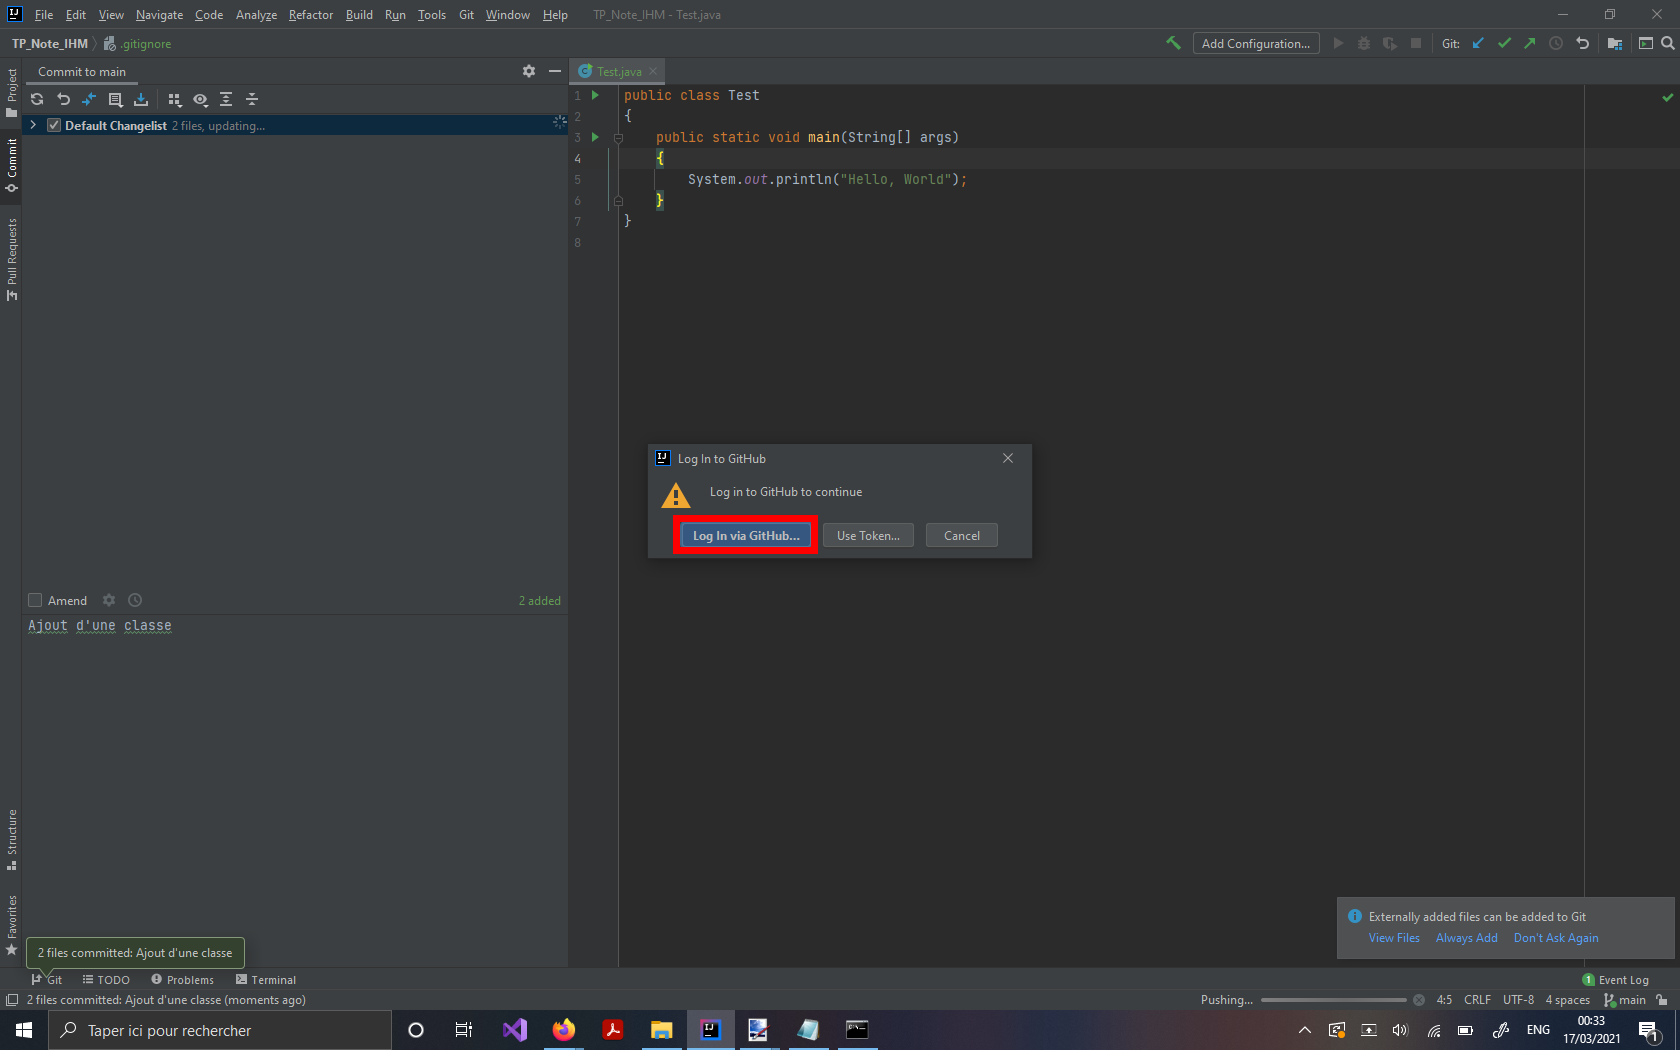 IJ File Edit View Navigate Code Analyze Refactor Build Run Tools Git Window Help TP_Note_IHM - Test.java
TP_Note_IHM .gitignore
Add Configuration... Git:
Project
Commit
Pull Requests
Structure
Favorites
Commit to main
Default Changelist 2 files, updating...
Amend 2 added
Ajout d'une classe
C Test.java
1 public class Test
2 {
3 public static void main(String[] args)
4 {
5 System.out.println("Hello, World");
6 }
7 }
8
IJ Log In to GitHub
Log in to GitHub to continue
Log In via GitHub... Use Token... Cancel
Externally added files can be added to Git
View Files Always Add Don't Ask Again
2 files committed: Ajout d'une classe
Git TODO Problems Terminal 1 Event Log
2 files committed: Ajout d'une classe (moments ago) Pushing... 4:5 CRLF UTF-8 4 spaces main
Taper ici pour rechercher IJ ENG 00:33
17/03/2021 1